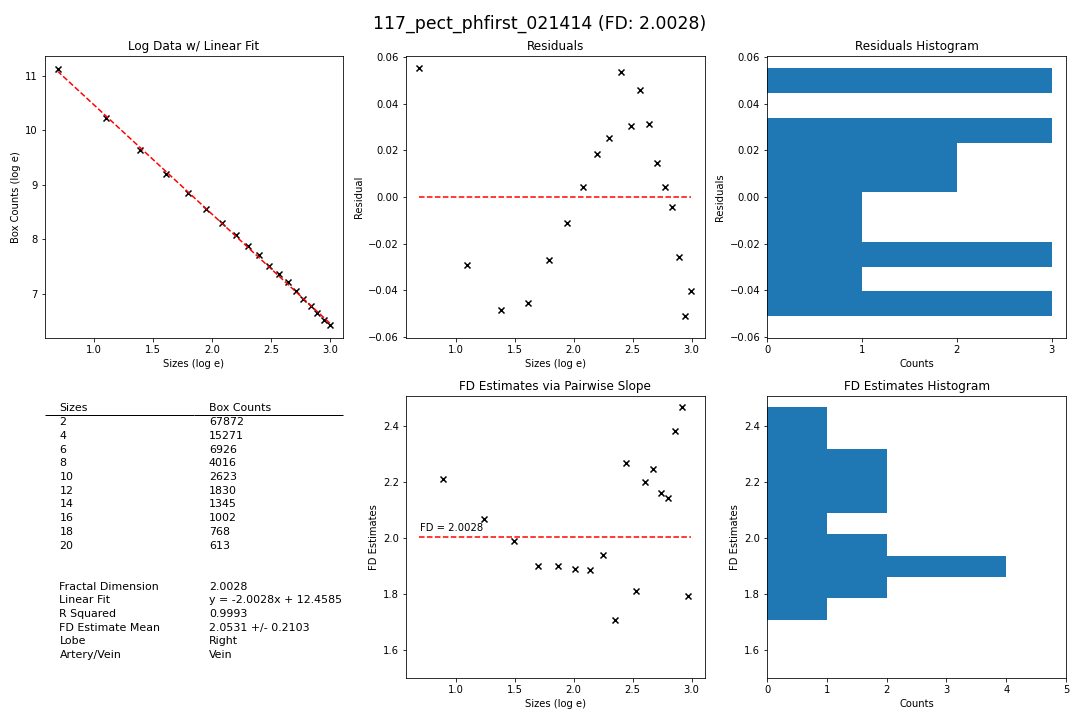 117_pect_phfirst_021414 (FD: 2.0028)
Log Data w/ Linear Fit
Box Counts (log e)
11
10
9
8
7
1.0 1.5 2.0 2.5 3.0
Sizes (log e)
Residuals
Residual
0.06
0.04
0.02
0.00
−0.02
−0.04
−0.06
1.0 1.5 2.0 2.5 3.0
Sizes (log e)
Residuals Histogram
Residuals
0.06
0.04
0.02
0.00
−0.02
−0.04
−0.06
0 1 2 3
Counts
Sizes Box Counts
2 67872
4 15271
6 6926
8 4016
10 2623
12 1830
14 1345
16 1002
18 768
20 613
Fractal Dimension 2.0028
Linear Fit y = -2.0028x + 12.4585
R Squared 0.9993
FD Estimate Mean 2.0531 +/- 0.2103
Lobe Right
Artery/Vein Vein
FD Estimates via Pairwise Slope
FD Estimates
2.4
2.2
2.0
1.8
1.6
FD = 2.0028
1.0 1.5 2.0 2.5 3.0
Sizes (log e)
FD Estimates Histogram
FD Estimates
2.4
2.2
2.0
1.8
1.6
0 1 2 3 4 5
Counts